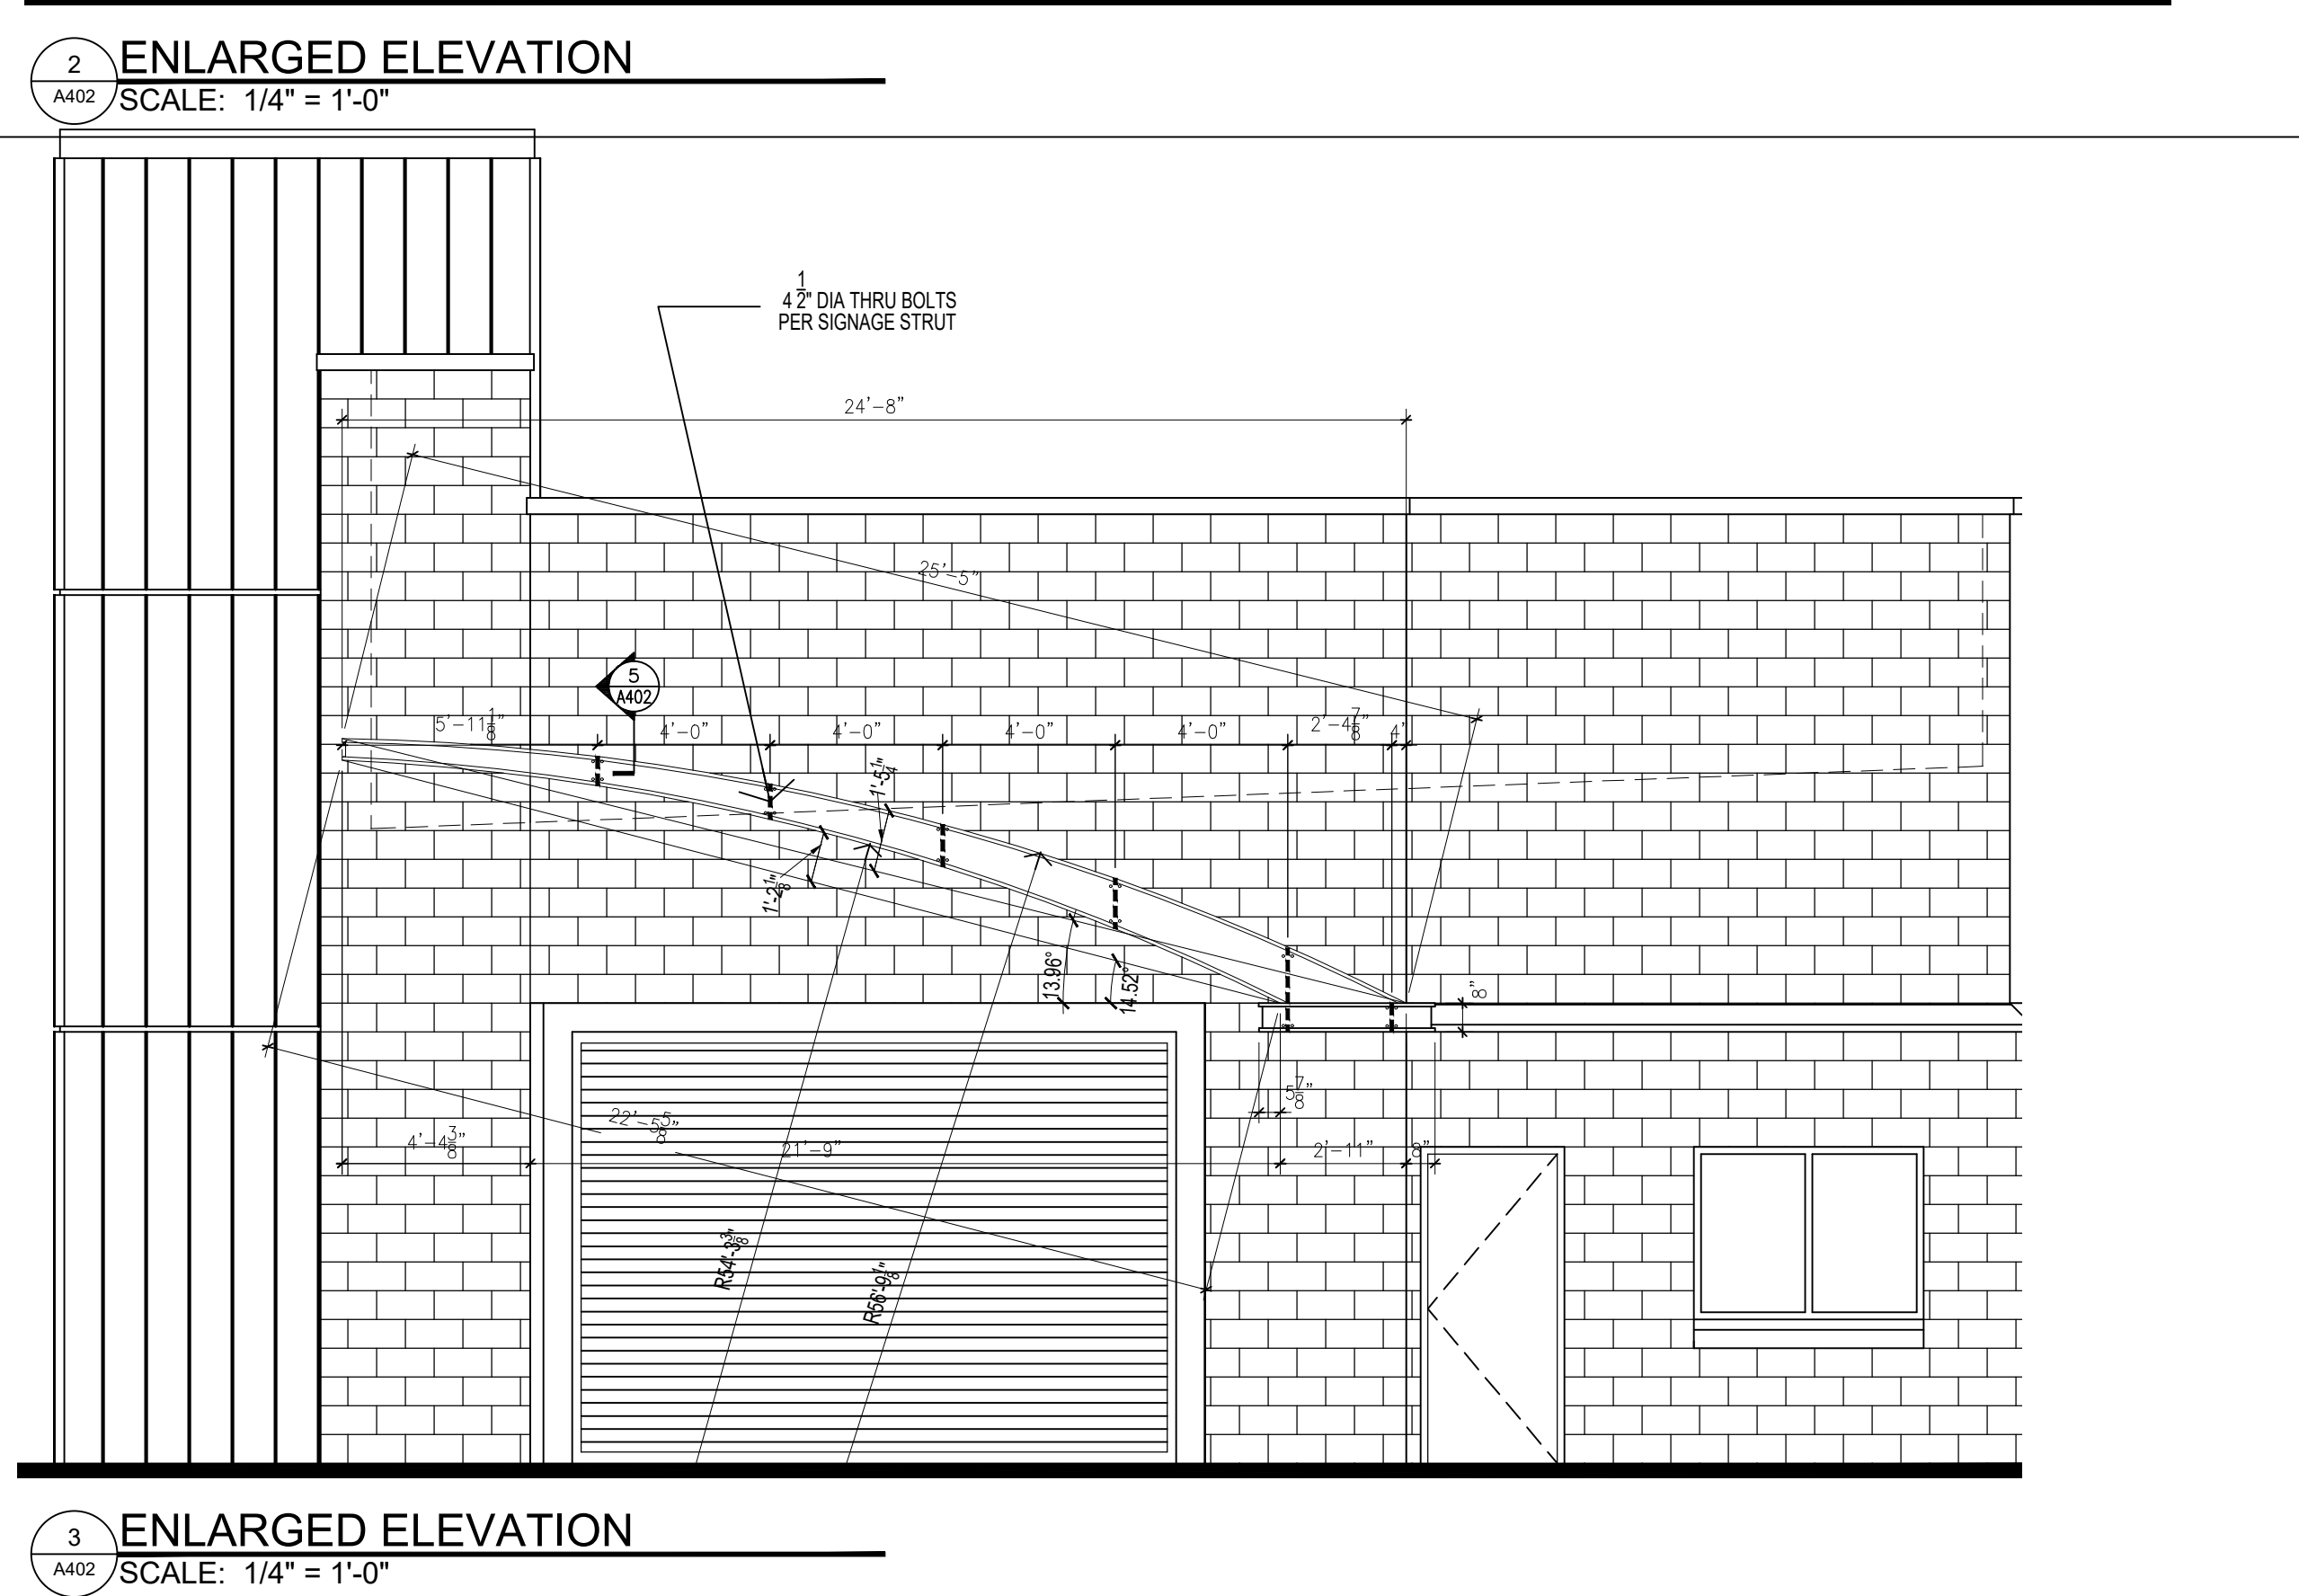 2
A402
ENLARGED ELEVATION
SCALE: 1/4" = 1'-0"
4 1/2" DIA THRU BOLTS
PER SIGNAGE STRUT
24'-8"
25'-5"
5
A402
5'-11 1/8"
4'-0"
4'-0"
4'-0"
4'-0"
2'-4 7/8"
4"
1'-5 1/4"
1'-2 1/8"
13.96°
14.52°
8"
5 7/8"
22'-5 5/8"
4'-4 3/8"
21'-9"
2'-11"
8"
R54'-3 3/8"
R56'-9 1/8"
3
A402
ENLARGED ELEVATION
SCALE: 1/4" = 1'-0"